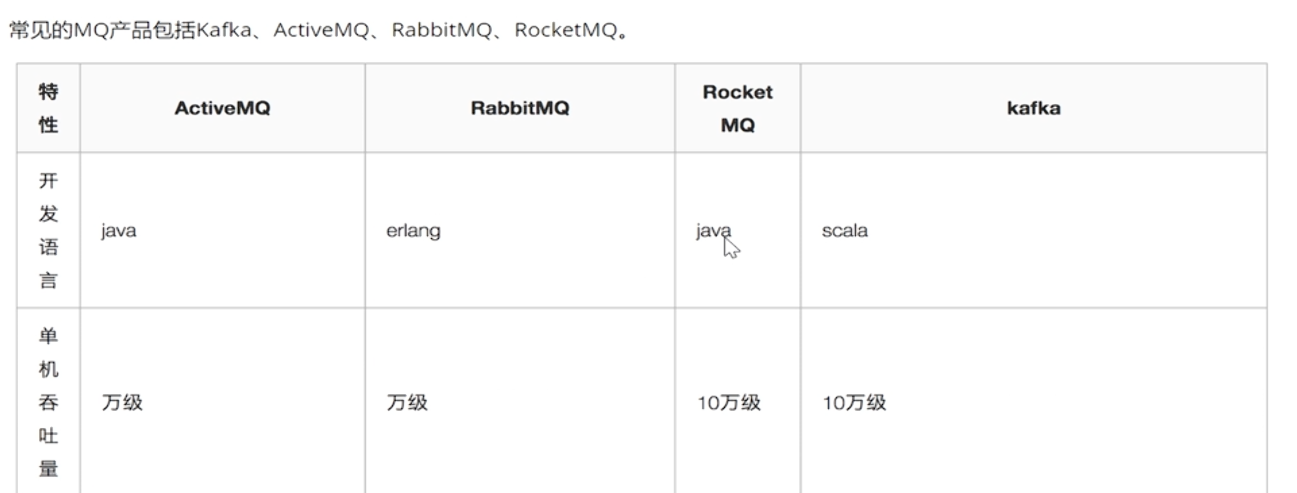 常见的MQ产品包括Kafka、ActiveMQ、RabbitMQ、RocketMQ。
特性 ActiveMQ RabbitMQ Rocket MQ kafka
开发语言 java erlang java scala
单机吞吐量 万级 万级 10万级 10万级